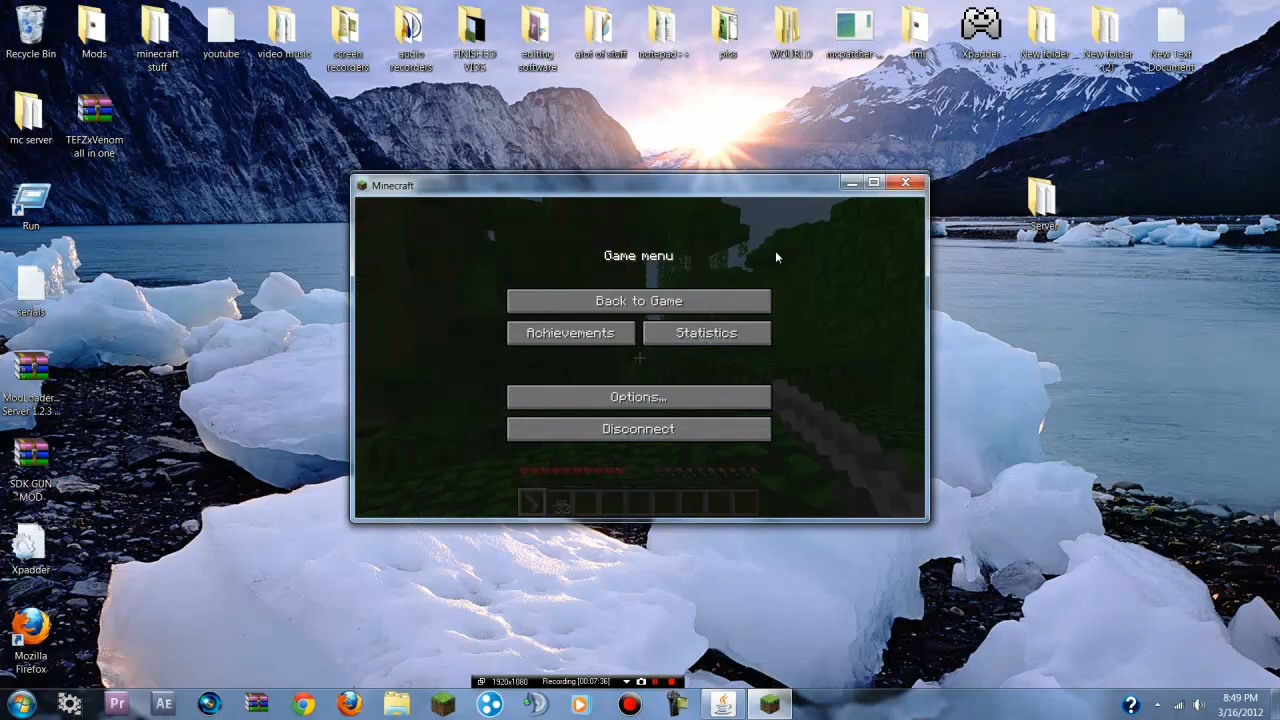 Recycle Bin
Mods
minecraft stuff
youtube
video music
screen recorders
audio recorders
FINISHED VIDS
editing software
alot of stuff
notepad++
pics
WOURLD
mcpatcher-...
tmi
Xpadder-
New folder
New folder (2)
New Text Document
mc server
TEFZxVenom all in one
Run
Server
serials
ModLoader... Server 1.2.3 ...
SDK GUN MOD
Xpadder
Mozilla Firefox
Minecraft
Game menu
Back to Game
Achievements
Statistics
Options...
Disconnect
1920x1080
Recording [00:07:36]
Pr
AE
8:49 PM
3/16/2012